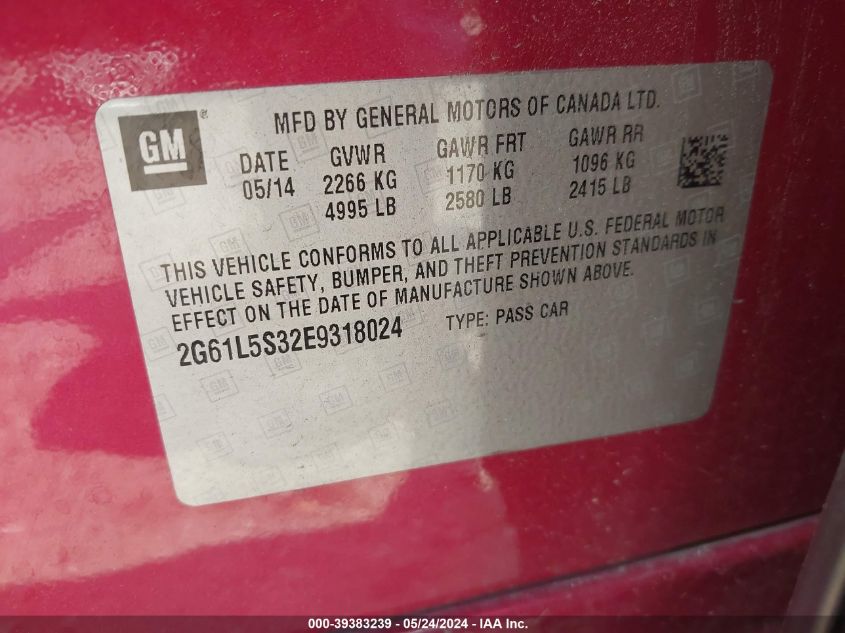 GM ®
MFD BY GENERAL MOTORS OF CANADA LTD.
DATE GVWR GAWR FRT GAWR RR
05/14 2266 KG 1170 KG 1096 KG
4995 LB 2580 LB 2415 LB
THIS VEHICLE CONFORMS TO ALL APPLICABLE U.S. FEDERAL MOTOR
VEHICLE SAFETY, BUMPER, AND THEFT PREVENTION STANDARDS IN
EFFECT ON THE DATE OF MANUFACTURE SHOWN ABOVE.
2G61L5S32E9318024 TYPE: PASS CAR
000-39383239 - 05/24/2024 - IAA Inc.